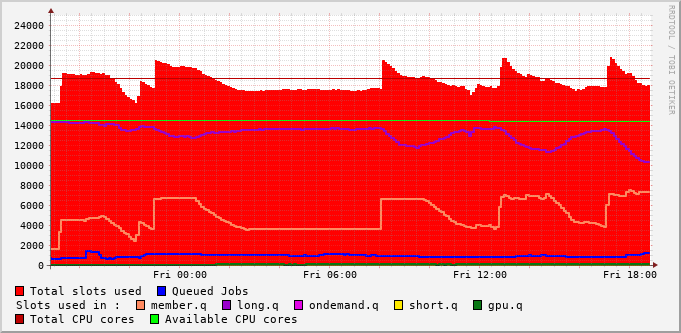 RRDTOOL / TOBI OETIKER
24000
22000
20000
18000
16000
14000
12000
10000
8000
6000
4000
2000
0
Fri 00:00 Fri 06:00 Fri 12:00 Fri 18:00
Total slots used Queued Jobs
Slots used in : member.q long.q ondemand.q short.q gpu.q
Total CPU cores Available CPU cores